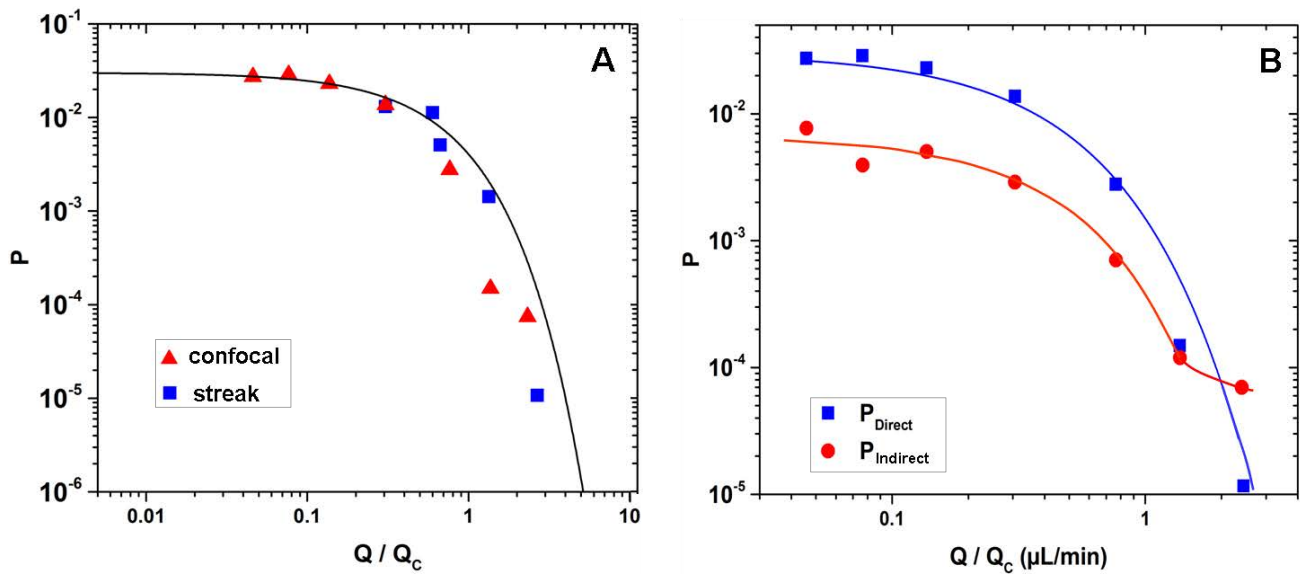 A
10⁻¹
10⁻²
10⁻³
10⁻⁴
10⁻⁵
10⁻⁶
P
confocal
streak
0.01 0.1 1 10
Q / Q_C
B
10⁻²
10⁻³
10⁻⁴
10⁻⁵
P
P_Direct
P_Indirect
0.1 1
Q / Q_C (µL/min)